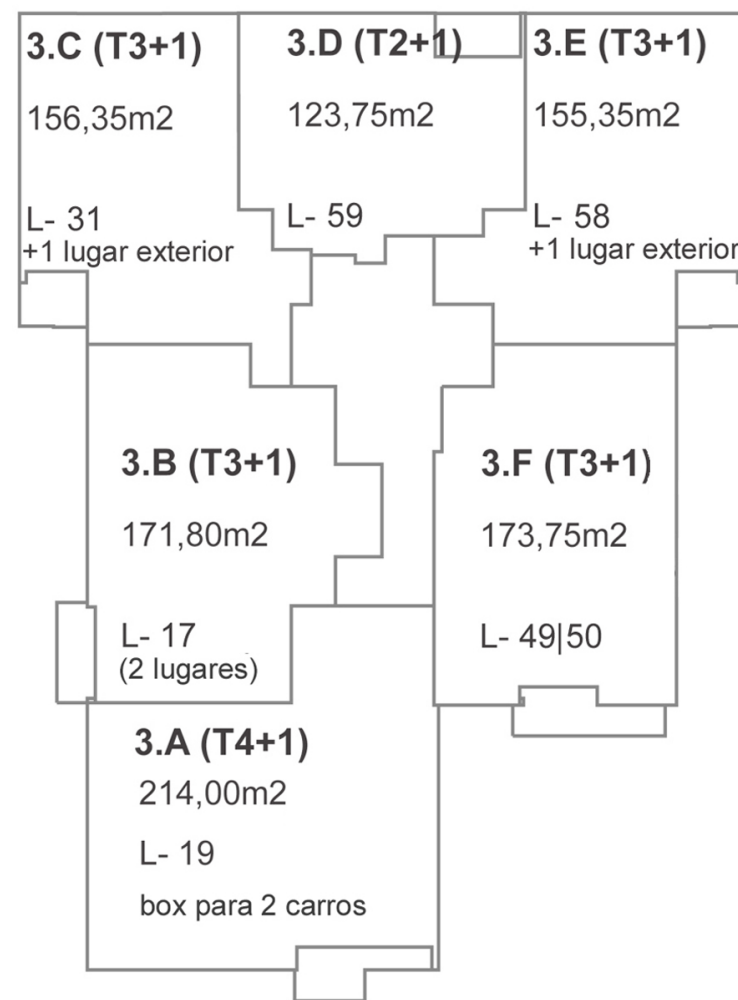 3.C (T3+1)
156,35m2
L- 31
+1 lugar exterior
3.D (T2+1)
123,75m2
L- 59
3.E (T3+1)
155,35m2
L- 58
+1 lugar exterior
3.B (T3+1)
171,80m2
L- 17
(2 lugares)
3.F (T3+1)
173,75m2
L- 49|50
3.A (T4+1)
214,00m2
L- 19
box para 2 carros